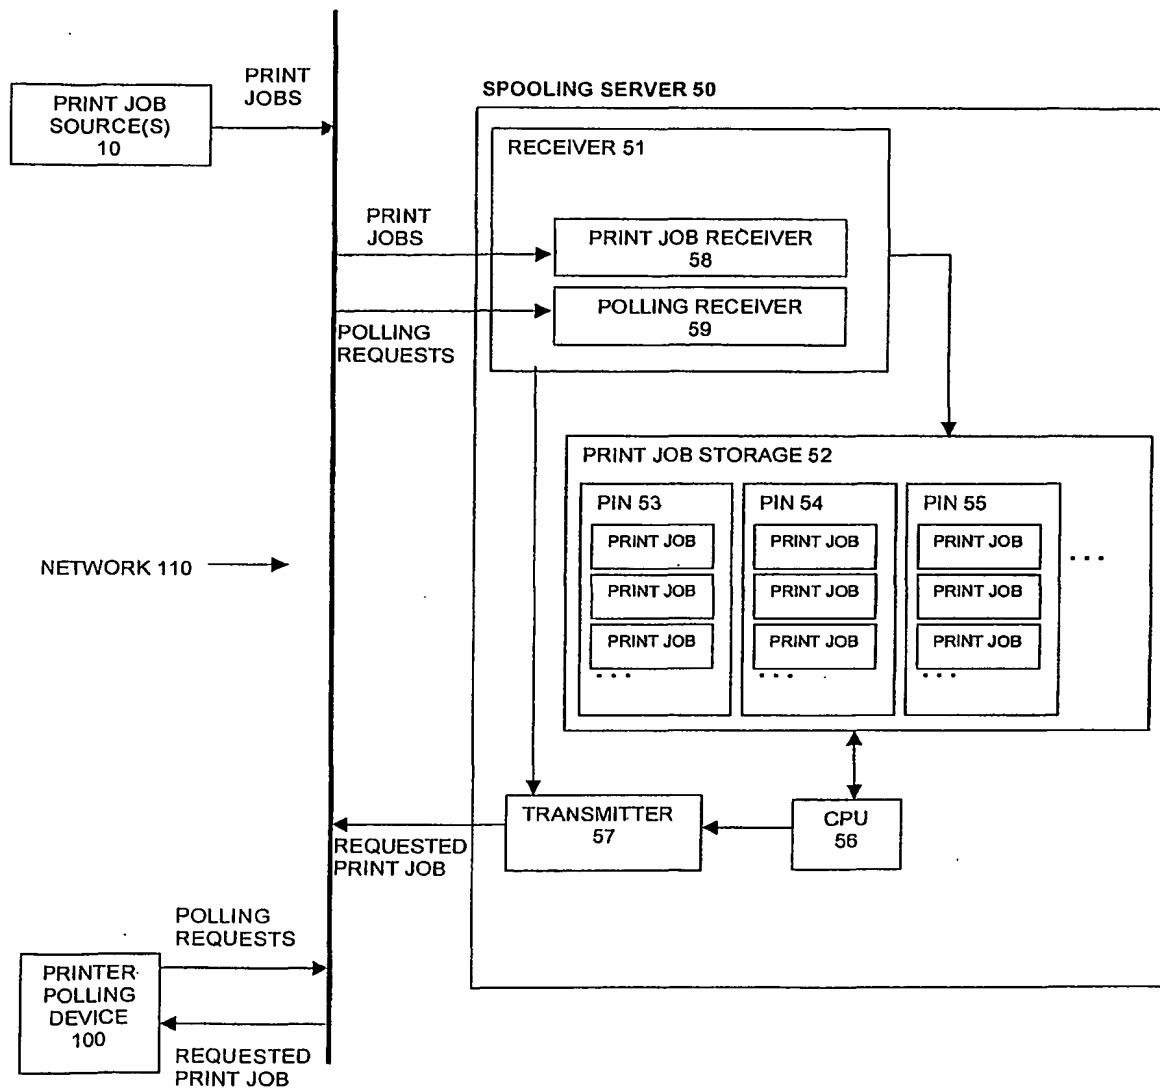 PRINT JOB
SOURCE(S)
10
PRINT
JOBS
SPOOLING SERVER 50
RECEIVER 51
PRINT
JOBS
PRINT JOB RECEIVER
58
POLLING RECEIVER
59
POLLING
REQUESTS
PRINT JOB STORAGE 52
PIN 53
PRINT JOB
PRINT JOB
PRINT JOB
...
PIN 54
PRINT JOB
PRINT JOB
PRINT JOB
...
PIN 55
PRINT JOB
PRINT JOB
PRINT JOB
...
...
NETWORK 110
TRANSMITTER
57
CPU
56
REQUESTED
PRINT JOB
POLLING
REQUESTS
PRINTER-
POLLING
DEVICE
100
REQUESTED
PRINT JOB